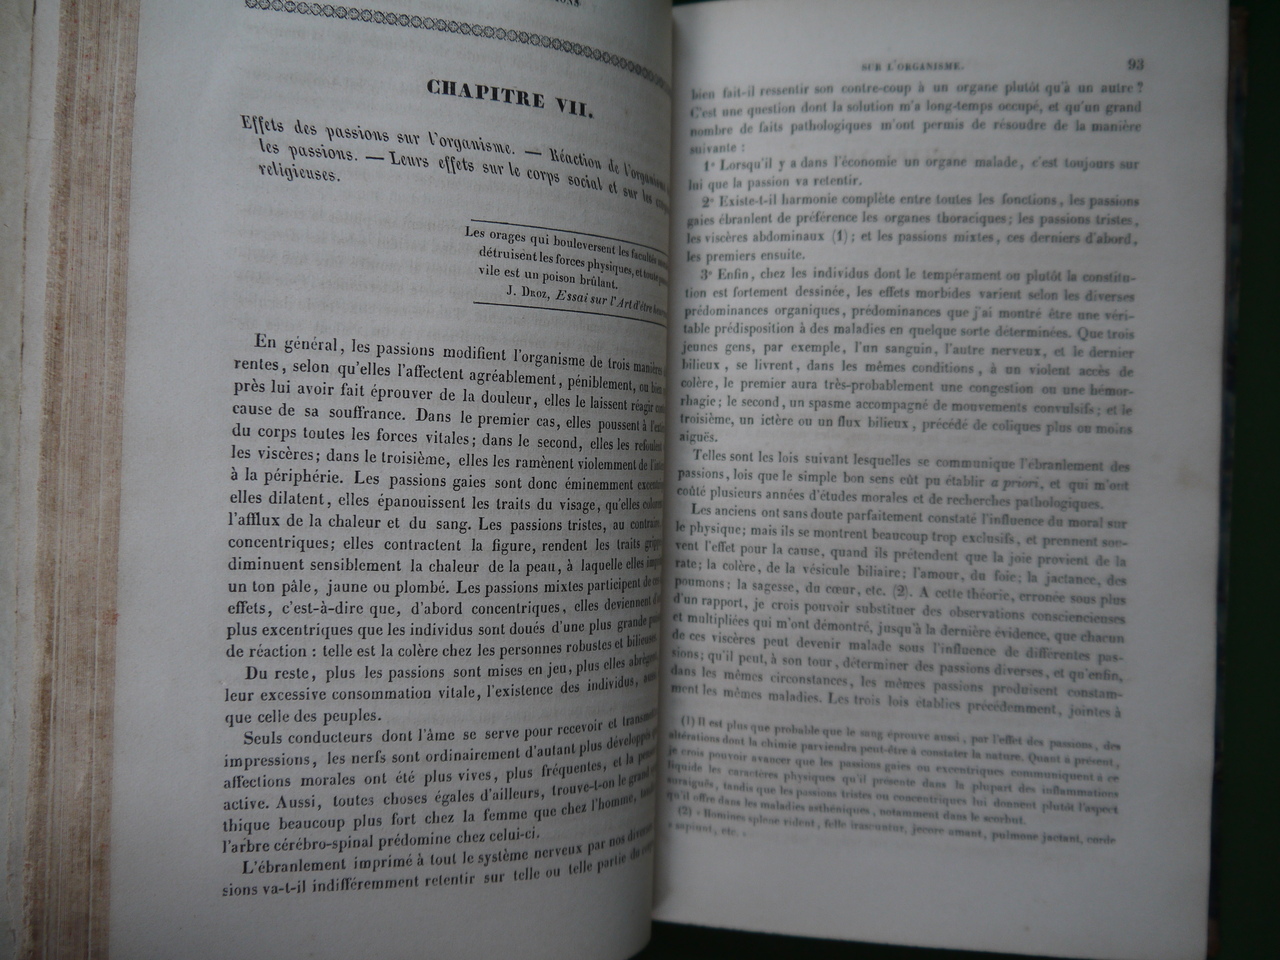 CHAPITRE VII.
Effets des passions sur l'organisme. — Réaction de l'organisme
les passions. — Leurs effets sur le corps social et sur les
religieuses.
Les orages qui bouleversent les facultés
détruisent les forces physiques, et toute
vile est un poison brûlant.
J. Droz, Essai sur l'Art d'être
En général, les passions modifient l'organisme de trois manières
rentes, selon qu'elles l'affectent agréablement, péniblement, ou
près lui avoir fait éprouver de la douleur, elles le laissent réagir
cause de sa souffrance. Dans le premier cas, elles poussent à
du corps toutes les forces vitales; dans le second, elles les
les viscères; dans le troisième, elles les ramènent violemment de
à la périphérie. Les passions gaies sont donc éminemment
elles dilatent, elles épanouissent les traits du visage, qu'elles
l'afflux de la chaleur et du sang. Les passions tristes, au
concentriques; elles contractent la figure, rendent les traits
diminuent sensiblement la chaleur de la peau, à laquelle elles
un ton pâle, jaune ou plombé. Les passions mixtes participent de
effets, c'est-à-dire que, d'abord concentriques, elles deviennent
plus excentriques que les individus sont doués d'une plus grande
de réaction : telle est la colère chez les personnes robustes et bilieuses.
Du reste, plus les passions sont mises en jeu, plus elles abrègent,
leur excessive consommation vitale, l'existence des individus,
que celle des peuples.
Seuls conducteurs dont l'âme se serve pour recevoir et
impressions, les nerfs sont ordinairement d'autant plus développés
affections morales ont été plus vives, plus fréquentes, et la
active. Aussi, toutes choses égales d'ailleurs, trouve-t-on le grand
thique beaucoup plus fort chez la femme que chez l'homme,
l'arbre cérébro-spinal prédomine chez celui-ci.
L'ébranlement imprimé à tout le système nerveux par nos
sions va-t-il indifféremment retentir sur telle ou telle partie du
SUR L'ORGANISME. 93
bien fait-il ressentir son contre-coup à un organe plutôt qu'à un autre?
C'est une question dont la solution m'a long-temps occupé, et qu'un grand
nombre de faits pathologiques m'ont permis de résoudre de la manière
suivante :
1° Lorsqu'il y a dans l'économie un organe malade, c'est toujours sur
lui que la passion va retentir.
2° Existe-t-il harmonie complète entre toutes les fonctions, les passions
gaies ébranlent de préférence les organes thoraciques; les passions tristes,
les viscères abdominaux (1); et les passions mixtes, ces derniers d'abord,
les premiers ensuite.
3° Enfin, chez les individus dont le tempérament ou plutôt la constitu-
tion est fortement dessinée, les effets morbides varient selon les diverses
prédominances organiques, prédominances que j'ai montré être une véri-
table prédisposition à des maladies en quelque sorte déterminées. Que trois
jeunes gens, par exemple, l'un sanguin, l'autre nerveux, et le dernier
bilieux, se livrent, dans les mêmes conditions, à un violent accès de
colère, le premier aura très-probablement une congestion ou une hémor-
rhagie; le second, un spasme accompagné de mouvements convulsifs; et le
troisième, un ictère ou un flux bilieux, précédé de coliques plus ou moins
aiguës.
Telles sont les lois suivant lesquelles se communique l'ébranlement des
passions, lois que le simple bon sens eût pu établir a priori, et qui m'ont
coûté plusieurs années d'études morales et de recherches pathologiques.
Les anciens ont sans doute parfaitement constaté l'influence du moral sur
le physique; mais ils se montrent beaucoup trop exclusifs, et prennent sou-
vent l'effet pour la cause, quand ils prétendent que la joie provient de la
rate; la colère, de la vésicule biliaire; l'amour, du foie; la jactance, des
poumons; la sagesse, du cœur, etc. (2). A cette théorie, erronée sous plus
d'un rapport, je crois pouvoir substituer des observations consciencieuses
et multipliées qui m'ont démontré, jusqu'à la dernière évidence, que chacun
de ces viscères peut devenir malade sous l'influence de différentes pas-
sions; qu'il peut, à son tour, déterminer des passions diverses, et qu'enfin,
dans les mêmes circonstances, les mêmes passions produisent constam-
ment les mêmes maladies. Les trois lois établies précédemment, jointes à
(1) Il est plus que probable que le sang éprouve aussi, par l'effet des passions, des
altérations dont la chimie parviendra peut-être à constater la nature. Quant à présent,
je crois pouvoir avancer que les passions gaies ou excentriques communiquent à ce
liquide les caractères physiques qu'il présente dans la plupart des inflammations
suraiguës, tandis que les passions tristes ou concentriques lui donnent plutôt l'aspect
qu'il offre dans les maladies asthéniques, notamment dans le scorbut.
(2) « Homines splene rident, felle irascuntur, jecore amant, pulmone jactant, corde
sapiunt, etc. »